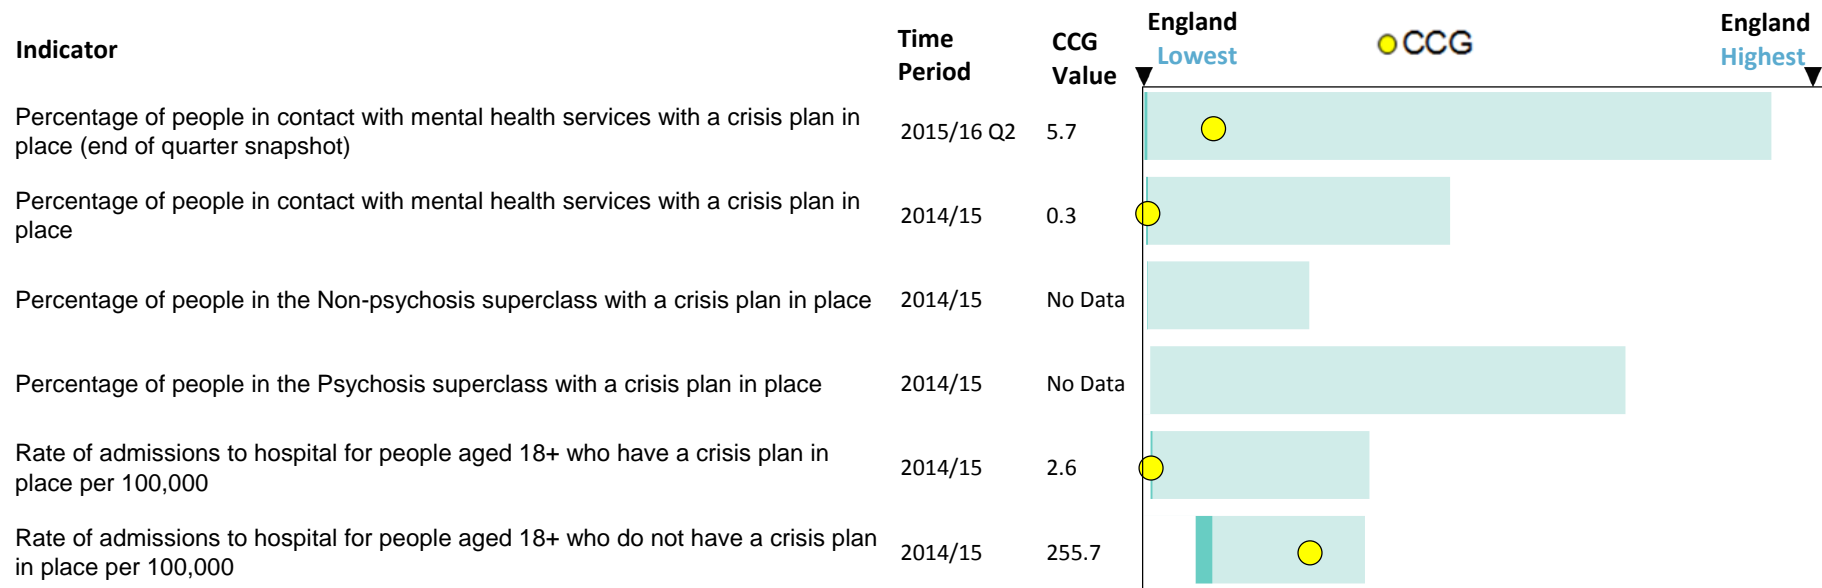 Indicator
Time
Period
CCG
Value
England
Lowest
CCG
England
Highest
Percentage of people in contact with mental health services with a crisis plan in
place (end of quarter snapshot)
2015/16 Q2
5.7
Percentage of people in contact with mental health services with a crisis plan in
place
2014/15
0.3
Percentage of people in the Non-psychosis superclass with a crisis plan in place
2014/15
No Data
Percentage of people in the Psychosis superclass with a crisis plan in place
2014/15
No Data
Rate of admissions to hospital for people aged 18+ who have a crisis plan in
place per 100,000
2014/15
2.6
Rate of admissions to hospital for people aged 18+ who do not have a crisis plan
in place per 100,000
2014/15
255.7